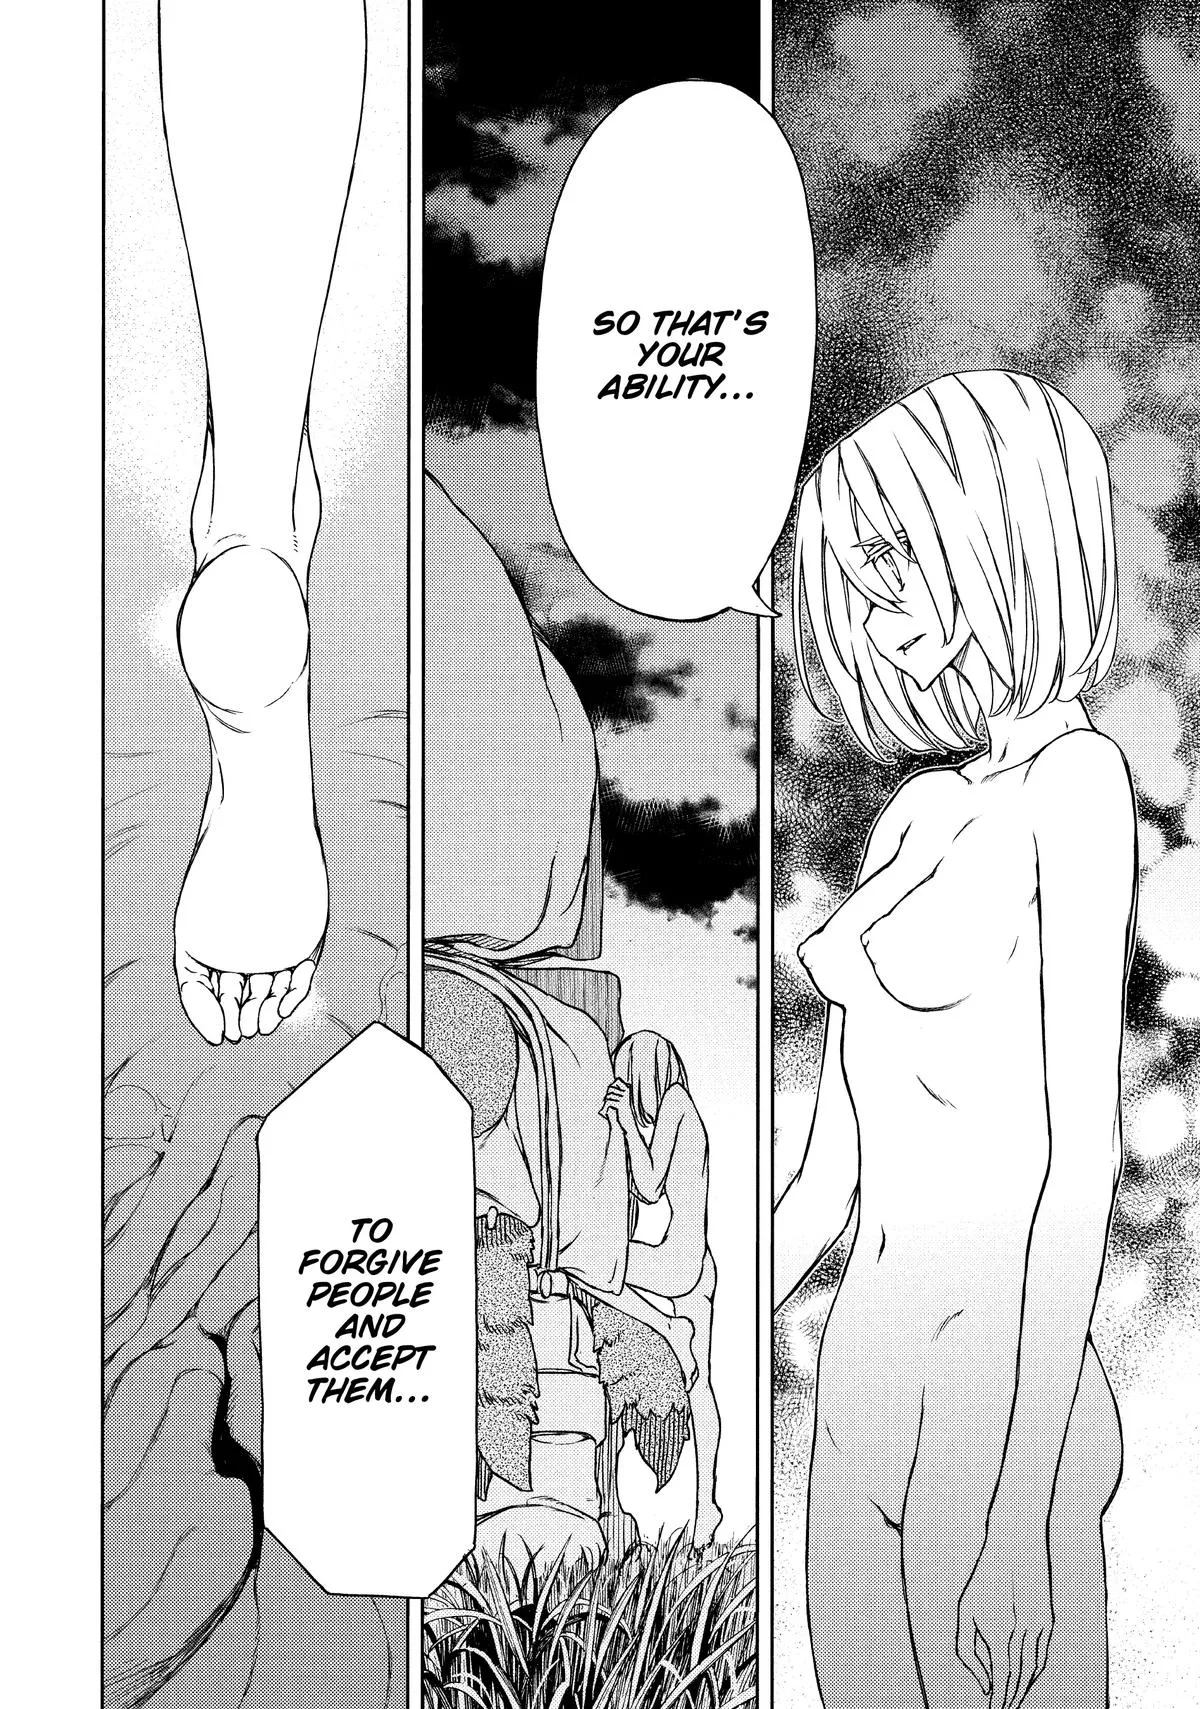 SO THAT'S
YOUR
ABILITY...
TO
FORGIVE
PEOPLE
AND
ACCEPT
THEM...